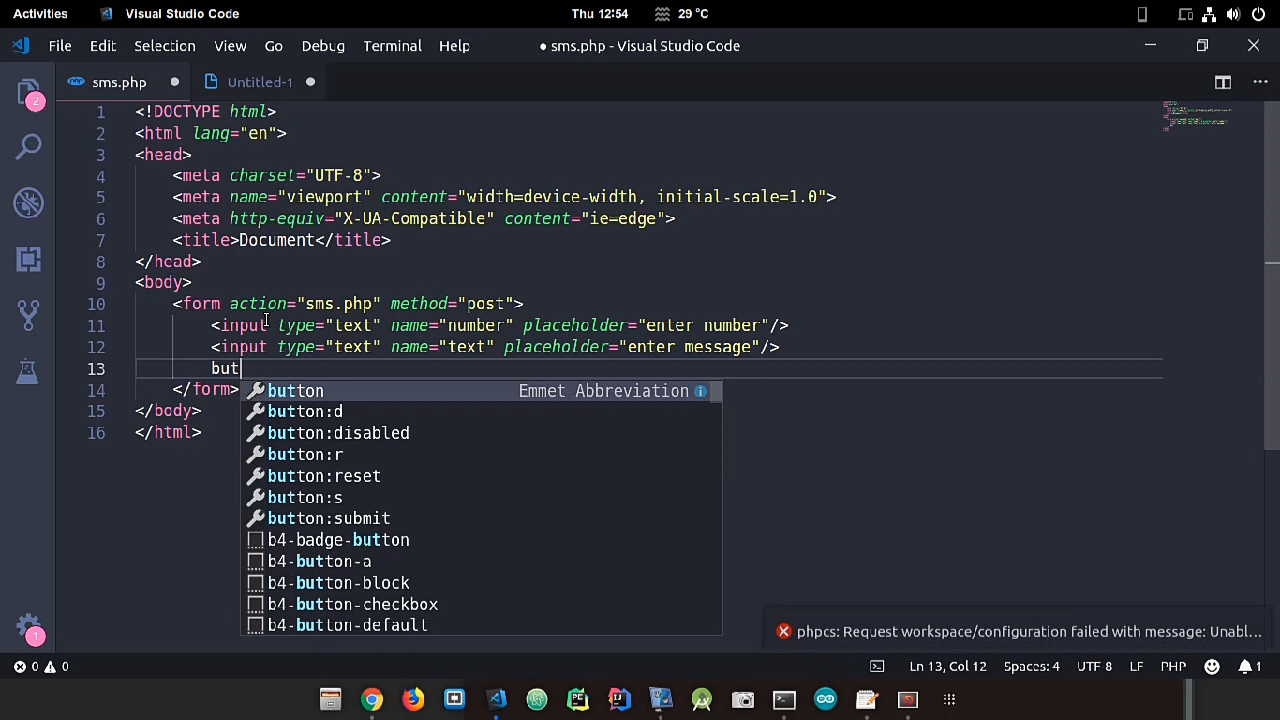 Activities Visual Studio Code Thu 12:54 29 °C
File Edit Selection View Go Debug Terminal Help ● sms.php - Visual Studio Code
sms.php Untitled-1
2
1 <!DOCTYPE html>
2 <html lang="en">
3 <head>
4 <meta charset="UTF-8">
5 <meta name="viewport" content="width=device-width, initial-scale=1.0">
6 <meta http-equiv="X-UA-Compatible" content="ie=edge">
7 <title>Document</title>
8 </head>
9 <body>
10 <form action="sms.php" method="post">
11 <input type="text" name="number" placeholder="enter number"/>
12 <input type="text" name="text" placeholder="enter message"/>
13 but
14 </form>
15 </body>
16 </html>
button Emmet Abbreviation
button:d
button:disabled
button:r
button:reset
button:s
button:submit
b4-badge-button
b4-button-a
b4-button-block
b4-button-checkbox
b4-button-default
phpcs: Request workspace/configuration failed with message: Unabl...
1
0 0 Ln 13, Col 12 Spaces: 4 UTF-8 LF PHP 1